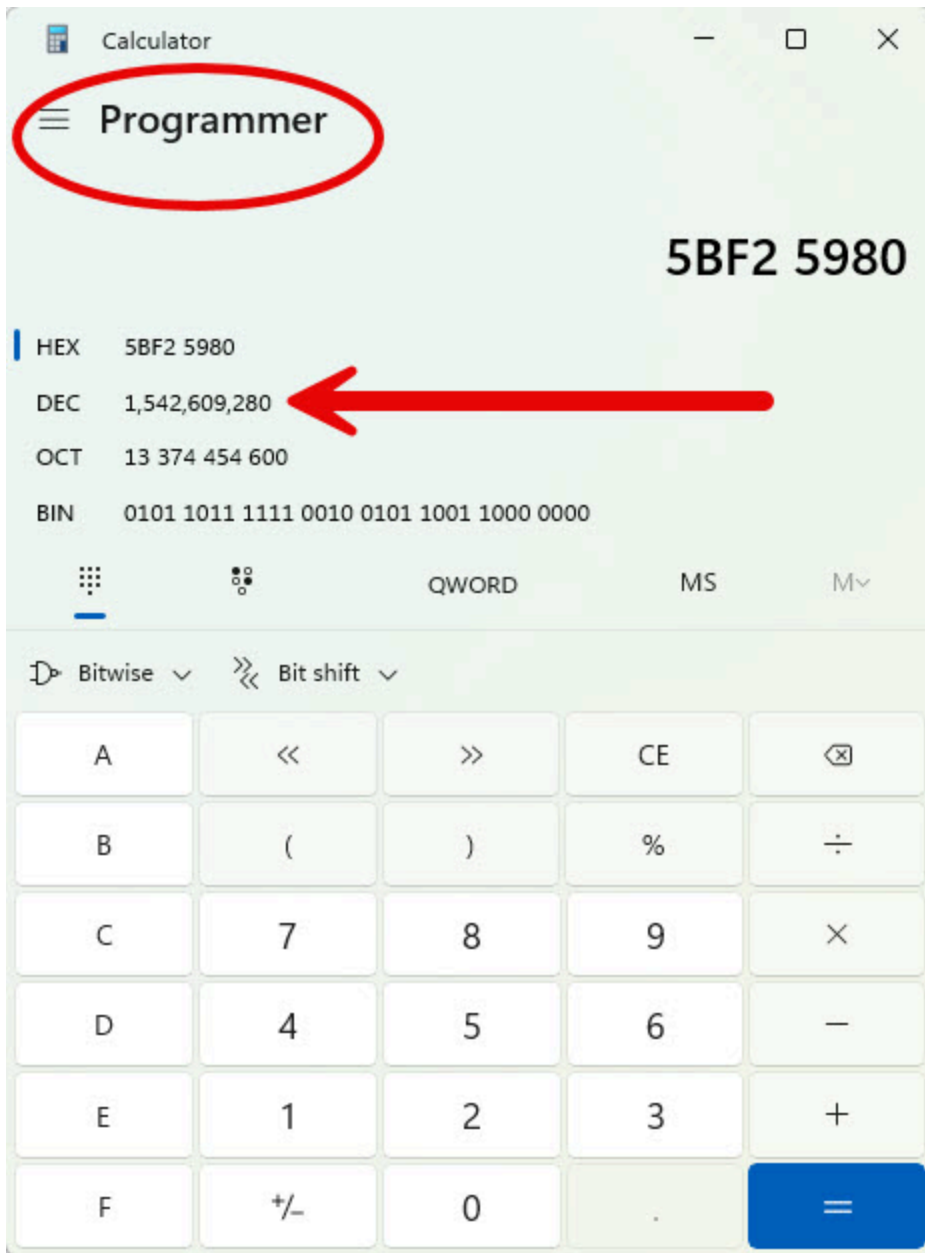 Calculator
Programmer
5BF2 5980
HEX 5BF2 5980
DEC 1,542,609,280
OCT 13 374 454 600
BIN 0101 1011 1111 0010 0101 1001 1000 0000
QWORD MS M
Bitwise Bit shift
A << >> CE
B ( ) % ÷
C 7 8 9 ×
D 4 5 6 −
E 1 2 3 +
F +/− 0 . =